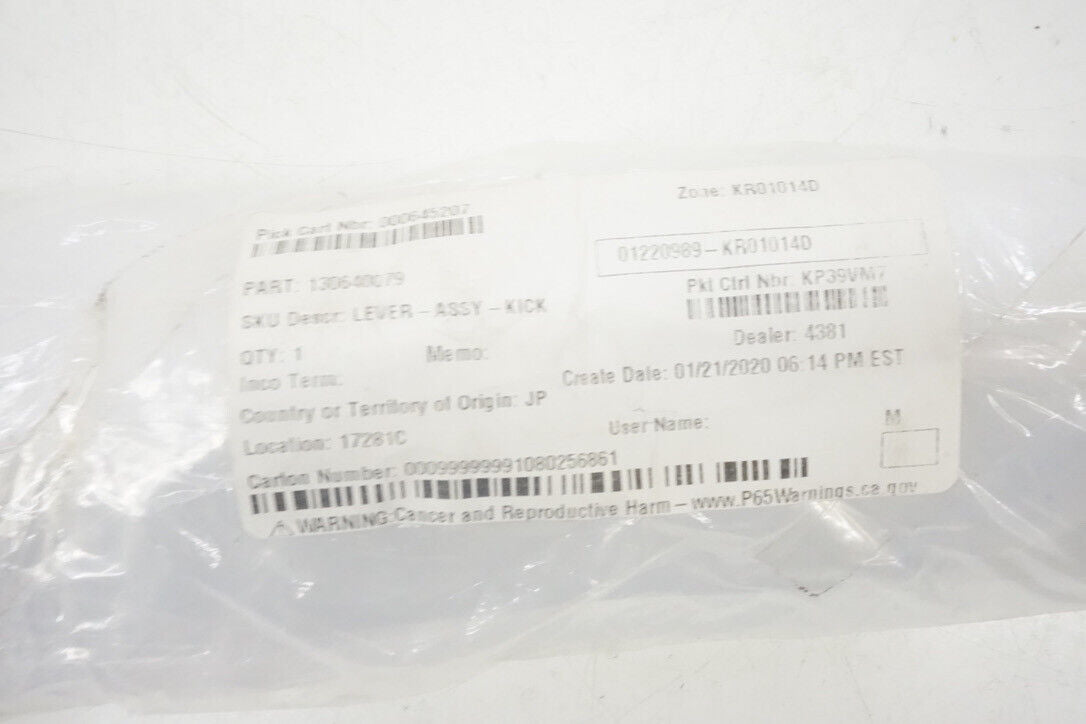 Zone: KR01014D
Pick Cart Nbr: 000645207
01220989-KR01014D
PART: 130640079
Pkt Ctrl Nbr: KP39VM7
SKU Descr: LEVER-ASSY-KICK
Dealer: 4381
QTY: 1 Memo:
Inco Term:
Create Date: 01/21/2020 06:14 PM EST
Country or Territory of Origin: JP
Location: 17281C
User Name:
M
Carton Number: 00099999991080256861
⚠ WARNING:Cancer and Reproductive Harm-www.P65Warnings.ca.gov